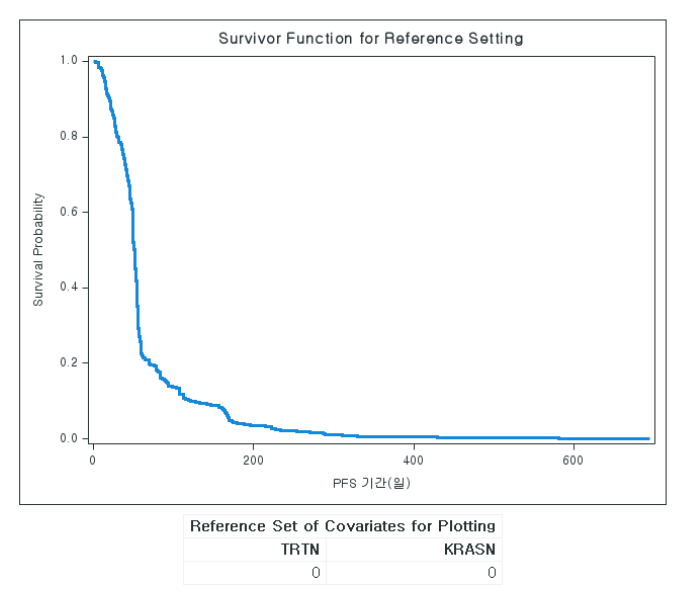 Survivor Function for Reference Setting
1.0
0.8
0.6
0.4
0.2
0.0
Survival Probability
0 200 400 600
PFS 기간(일)
Reference Set of Covariates for Plotting
TRTN KRASN
0 0